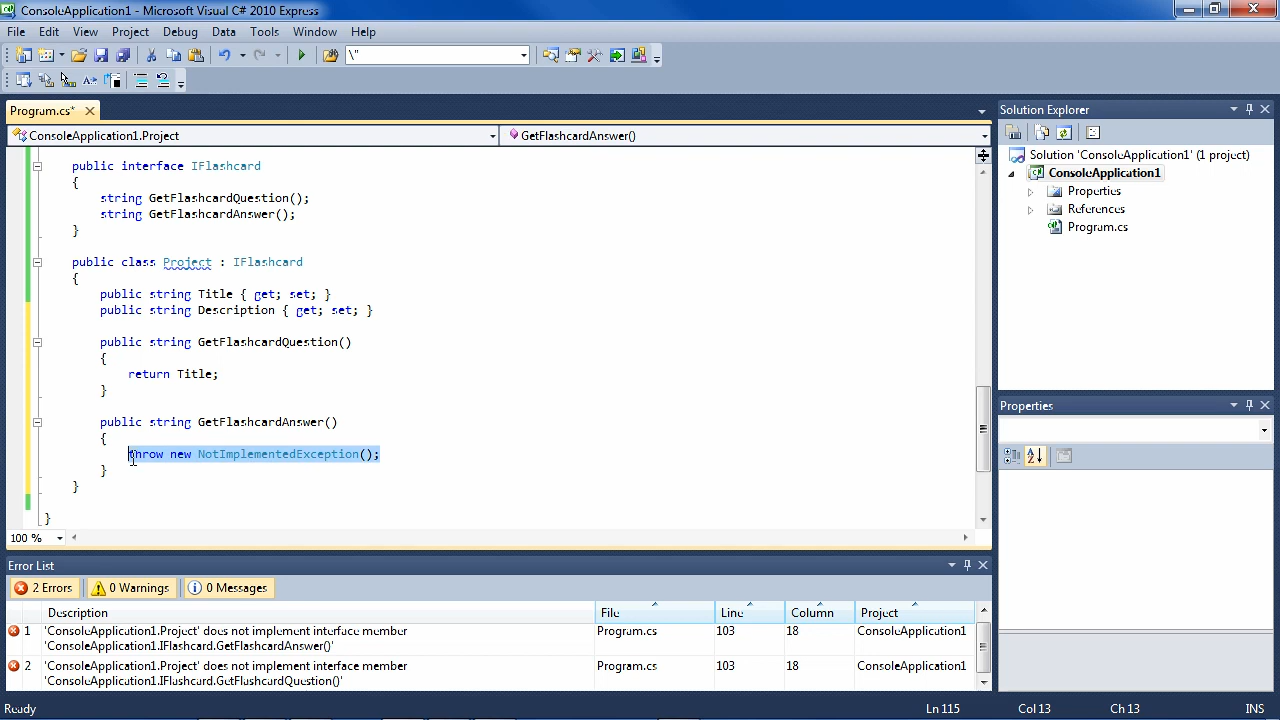 ConsoleApplication1 - Microsoft Visual C# 2010 Express
File Edit View Project Debug Data Tools Window Help
\"
Program.cs*
ConsoleApplication1.Project GetFlashcardAnswer()
public interface IFlashcard
{
string GetFlashcardQuestion();
string GetFlashcardAnswer();
}
public class Project : IFlashcard
{
public string Title { get; set; }
public string Description { get; set; }
public string GetFlashcardQuestion()
{
return Title;
}
public string GetFlashcardAnswer()
{
throw new NotImplementedException();
}
}
}
100 %
Solution Explorer
Solution 'ConsoleApplication1' (1 project)
ConsoleApplication1
Properties
References
Program.cs
Properties
Error List
2 Errors 0 Warnings 0 Messages
Description File Line Column Project
1 'ConsoleApplication1.Project' does not implement interface member Program.cs 103 18 ConsoleApplication1
'ConsoleApplication1.IFlashcard.GetFlashcardAnswer()'
2 'ConsoleApplication1.Project' does not implement interface member Program.cs 103 18 ConsoleApplication1
'ConsoleApplication1.IFlashcard.GetFlashcardQuestion()'
Ready Ln 115 Col 13 Ch 13 INS